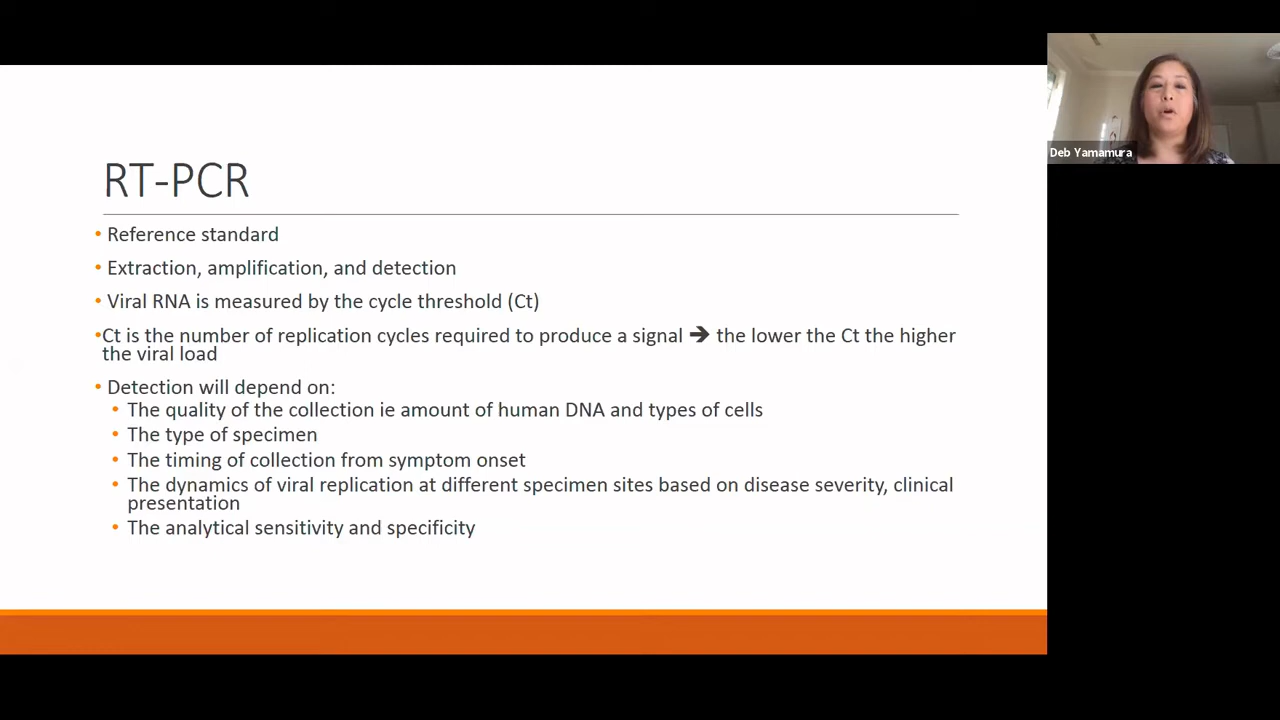 RT-PCR
• Reference standard
• Extraction, amplification, and detection
• Viral RNA is measured by the cycle threshold (Ct)
•Ct is the number of replication cycles required to produce a signal ➔ the lower the Ct the higher
the viral load
• Detection will depend on:
• The quality of the collection ie amount of human DNA and types of cells
• The type of specimen
• The timing of collection from symptom onset
• The dynamics of viral replication at different specimen sites based on disease severity, clinical
presentation
• The analytical sensitivity and specificity
Deb Yamamura